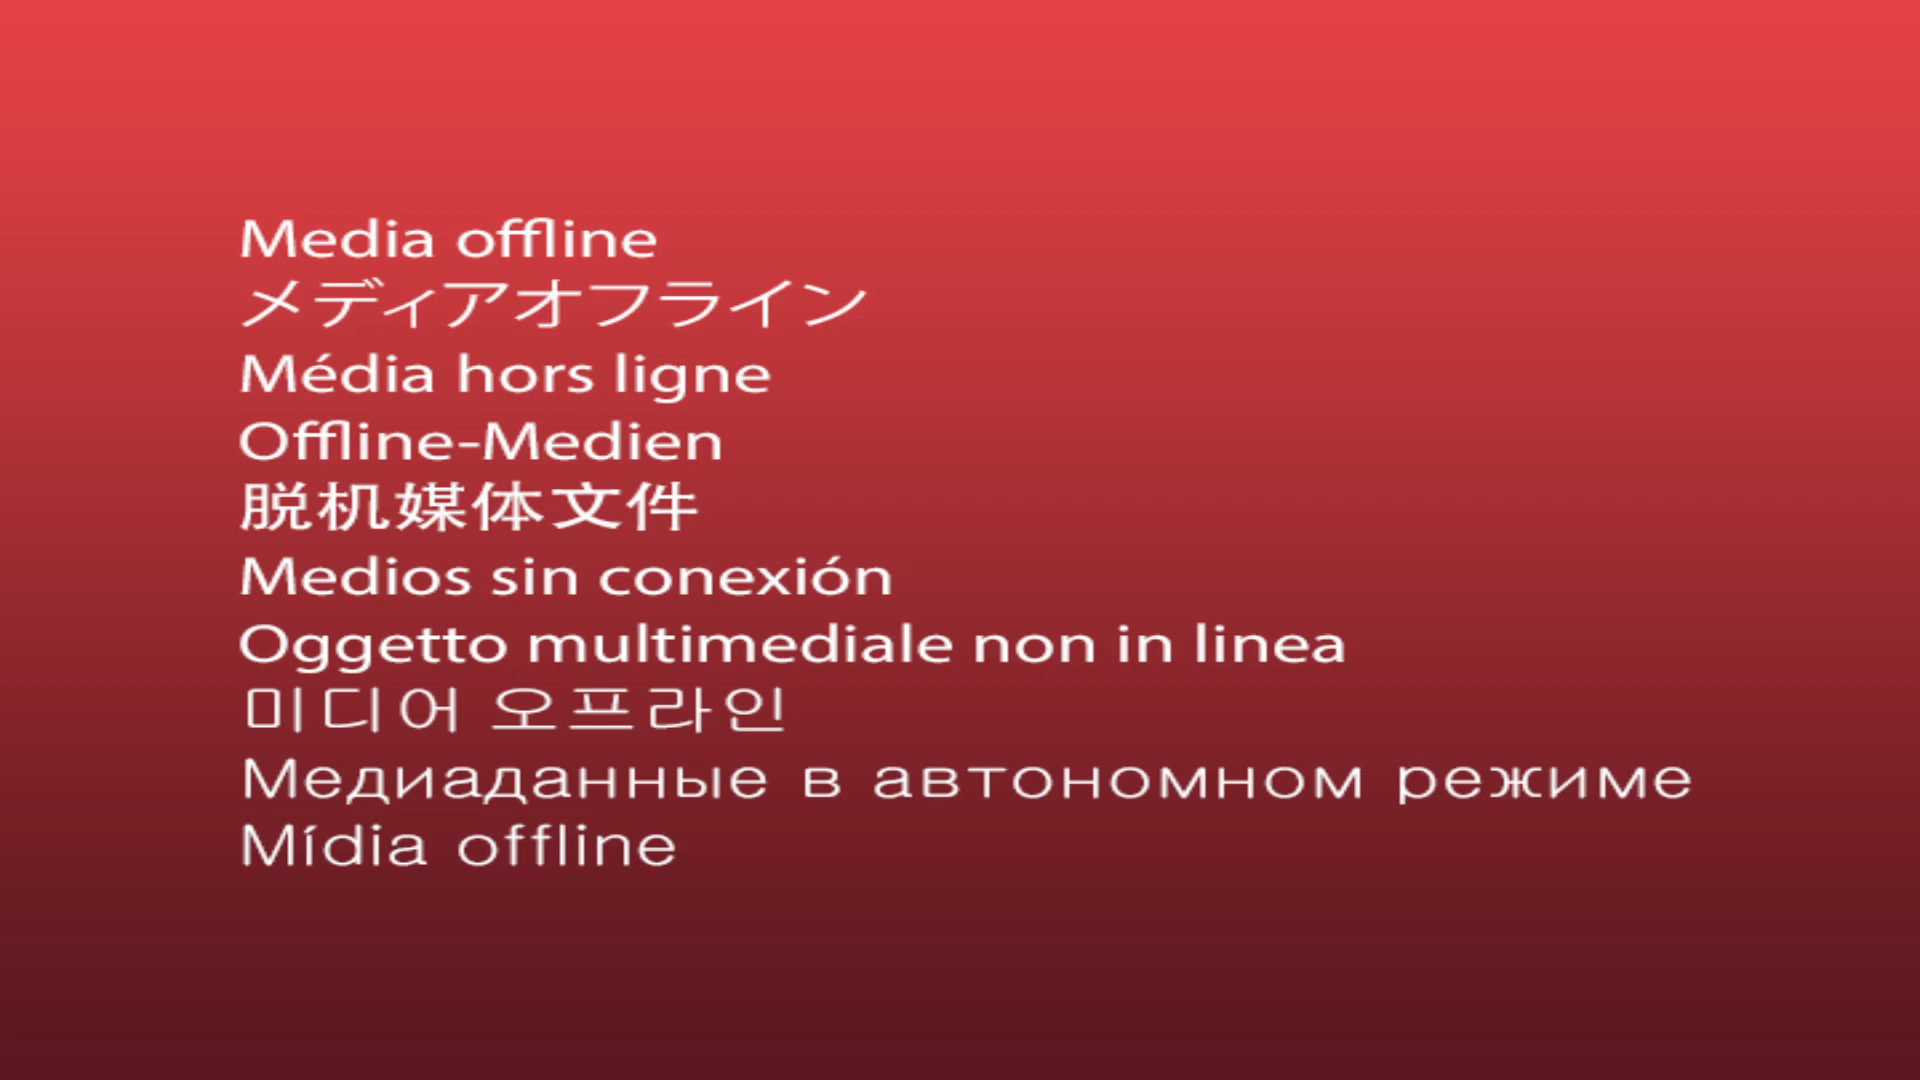 Media offline
メディアオフライン
Média hors ligne
Offline-Medien
脱机媒体文件
Medios sin conexión
Oggetto multimediale non in linea
미디어 오프라인
Медиаданные в автономном режиме
Mídia offline